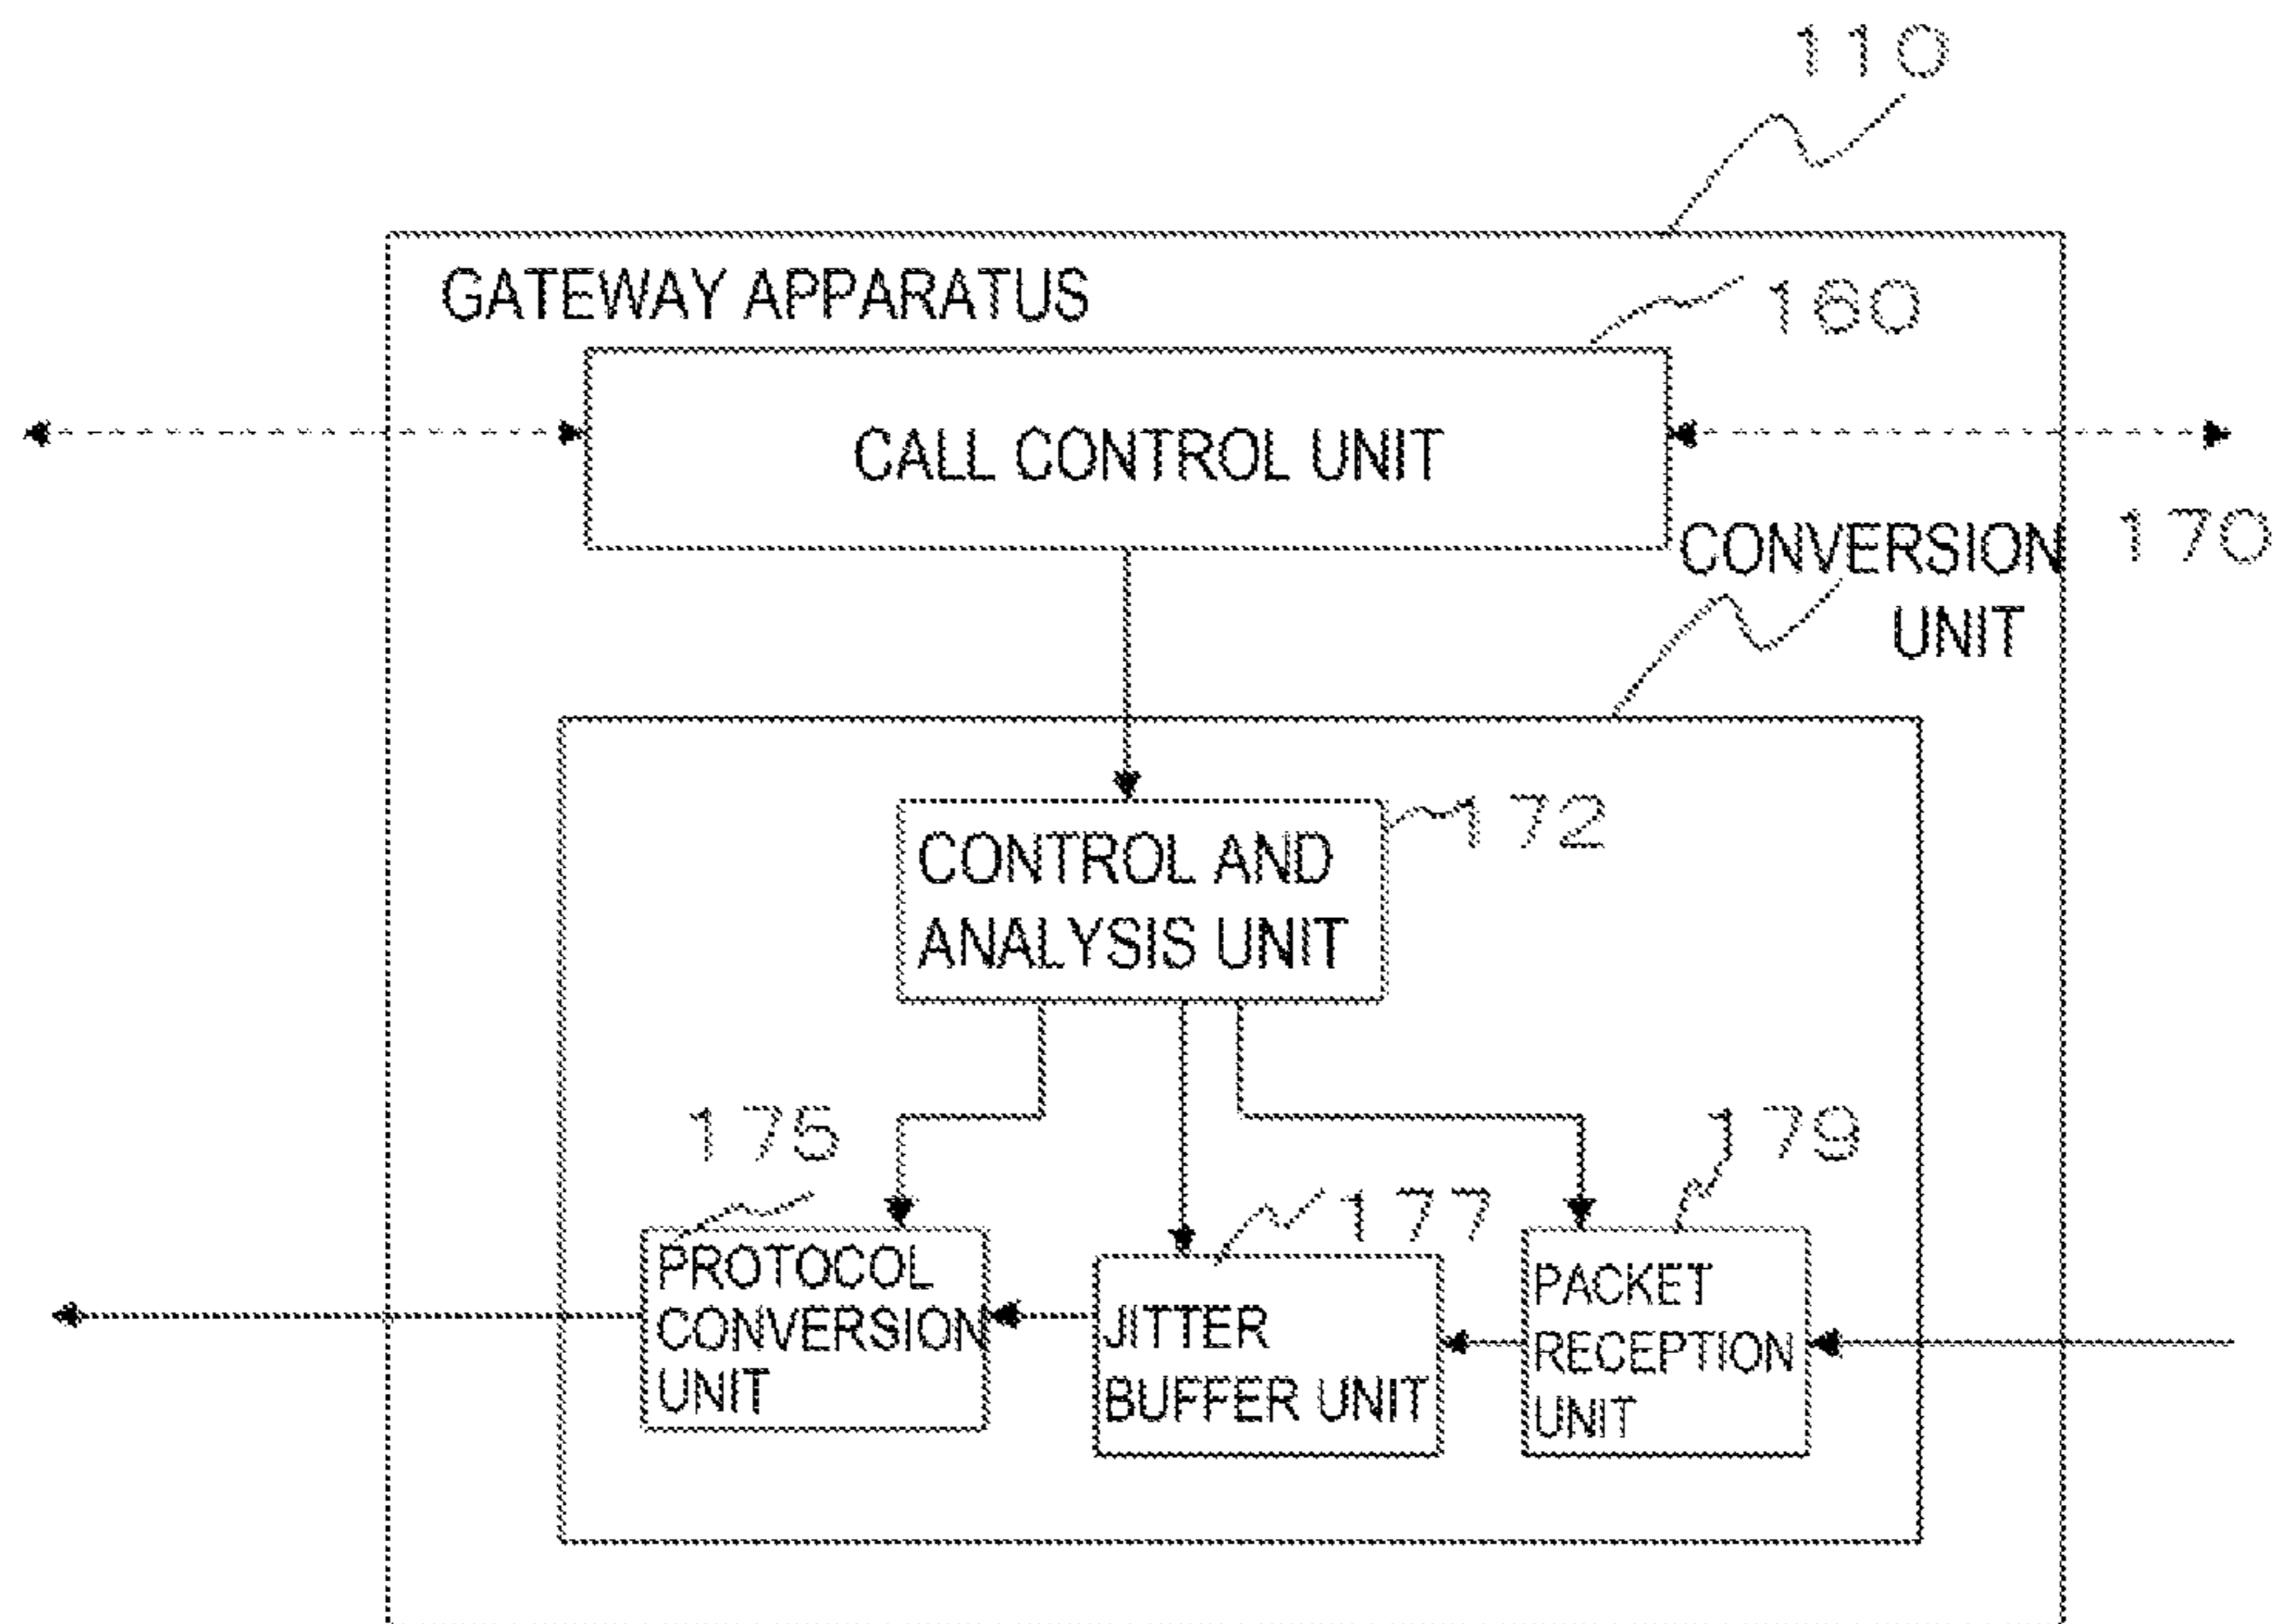 110
GATEWAY APPARATUS
160
CALL CONTROL UNIT
CONVERSION 170
UNIT
172
CONTROL AND
ANALYSIS UNIT
175
179
177
PROTOCOL
CONVERSION
UNIT
JITTER
BUFFER UNIT
PACKET
RECEPTION
UNIT